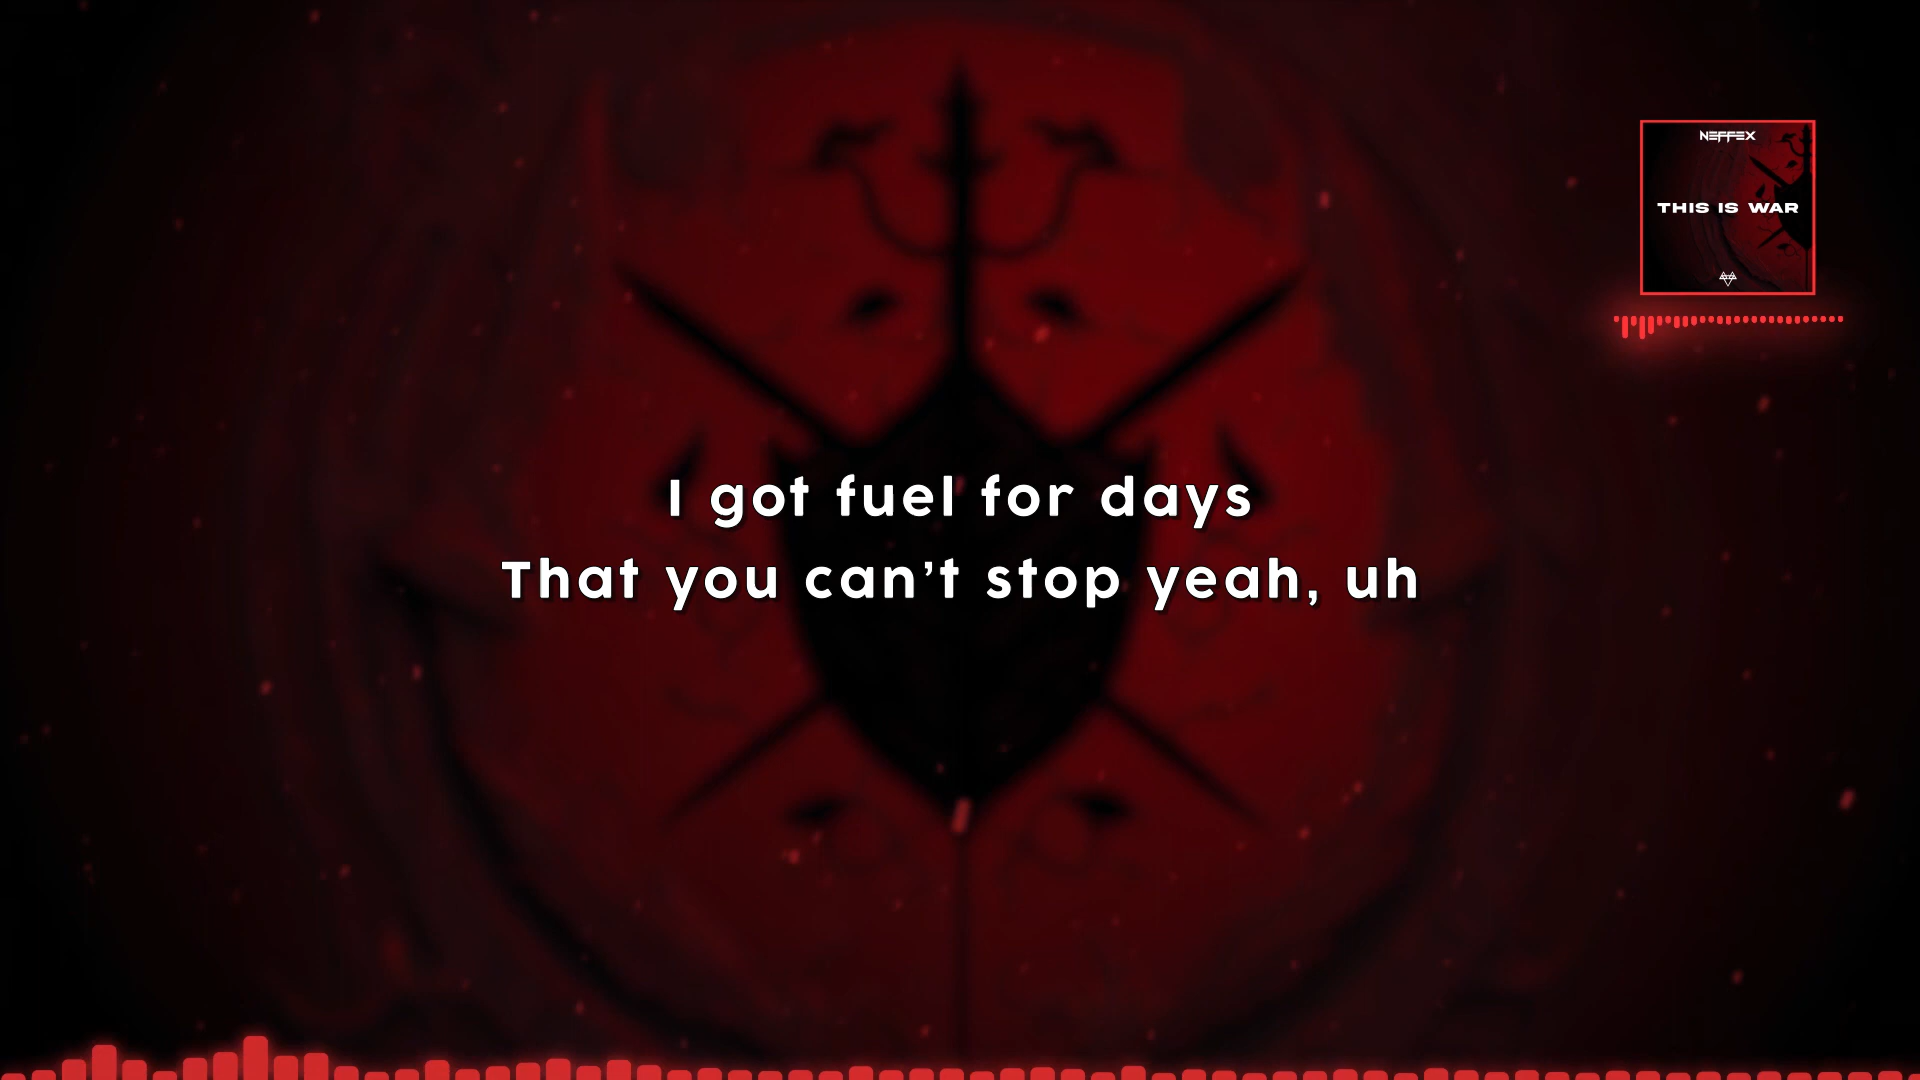 NEFFEX
THIS IS WAR
I got fuel for days
That you can't stop yeah, uh